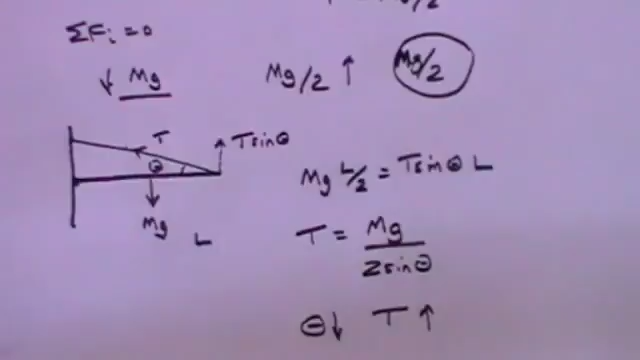 ΣFi = 0
↓ Mg
Mg/2 ↑
Mg/2
T
Tsinθ
θ
Mg
L
Mg L/2 = Tsinθ L
T = Mg / 2sinθ
θ↓ T↑